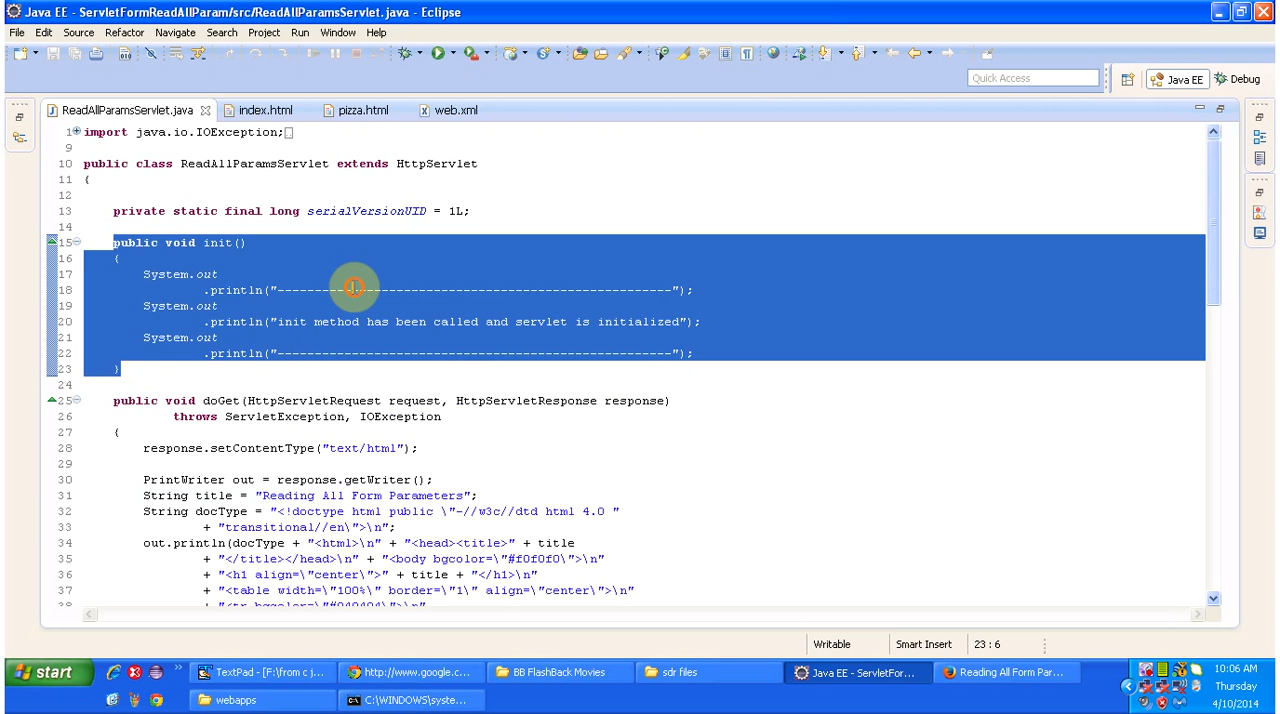 Java EE - ServletFormReadAllParam/src/ReadAllParamsServlet.java - Eclipse
File Edit Source Refactor Navigate Search Project Run Window Help
Quick Access
Java EE
Debug
ReadAllParamsServlet.java
index.html
pizza.html
web.xml
1 import java.io.IOException;
9
10 public class ReadAllParamsServlet extends HttpServlet
11 {
12
13 private static final long serialVersionUID = 1L;
14
15 public void init()
16 {
17 System.out
18 .println("-----------------------------------------------------");
19 System.out
20 .println("init method has been called and servlet is initialized");
21 System.out
22 .println("-----------------------------------------------------");
23 }
24
25 public void doGet(HttpServletRequest request, HttpServletResponse response)
26 throws ServletException, IOException
27 {
28 response.setContentType("text/html");
29
30 PrintWriter out = response.getWriter();
31 String title = "Reading All Form Parameters";
32 String docType = "<!doctype html public \"-//w3c//dtd html 4.0 "
33 + "transitional//en\">\n";
34 out.println(docType + "<html>\n" + "<head><title>" + title
35 + "</title></head>\n" + "<body bgcolor=\"#f0f0f0\">\n"
36 + "<h1 align=\"center\">" + title + "</h1>\n"
37 + "<table width=\"100%\" border=\"1\" align=\"center\">\n"
38
Writable
Smart Insert
23 : 6
start
TextPad - [F:\from c j...
http://www.google.c...
BB FlashBack Movies
sdr files
Java EE - ServletFor...
Reading All Form Par...
webapps
C:\WINDOWS\syste...
10:06 AM
Thursday
4/10/2014